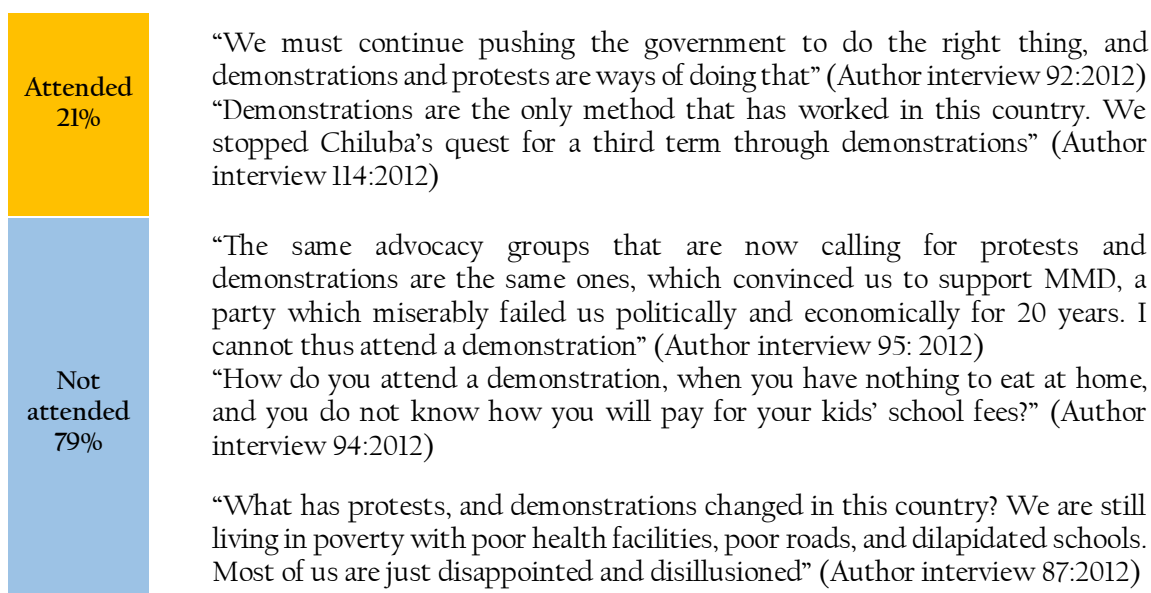 Attended
21%
“We must continue pushing the government to do the right thing, and
demonstrations and protests are ways of doing that” (Author interview 92:2012)
“Demonstrations are the only method that has worked in this country. We
stopped Chiluba’s quest for a third term through demonstrations” (Author
interview 114:2012)
Not
attended
79%
“The same advocacy groups that are now calling for protests and
demonstrations are the same ones, which convinced us to support MMD, a
party which miserably failed us politically and economically for 20 years. I
cannot thus attend a demonstration” (Author interview 95: 2012)
“How do you attend a demonstration, when you have nothing to eat at home,
and you do not know how you will pay for your kids’ school fees?” (Author
interview 94:2012)
“What has protests, and demonstrations changed in this country? We are still
living in poverty with poor health facilities, poor roads, and dilapidated schools.
Most of us are just disappointed and disillusioned” (Author interview 87:2012)